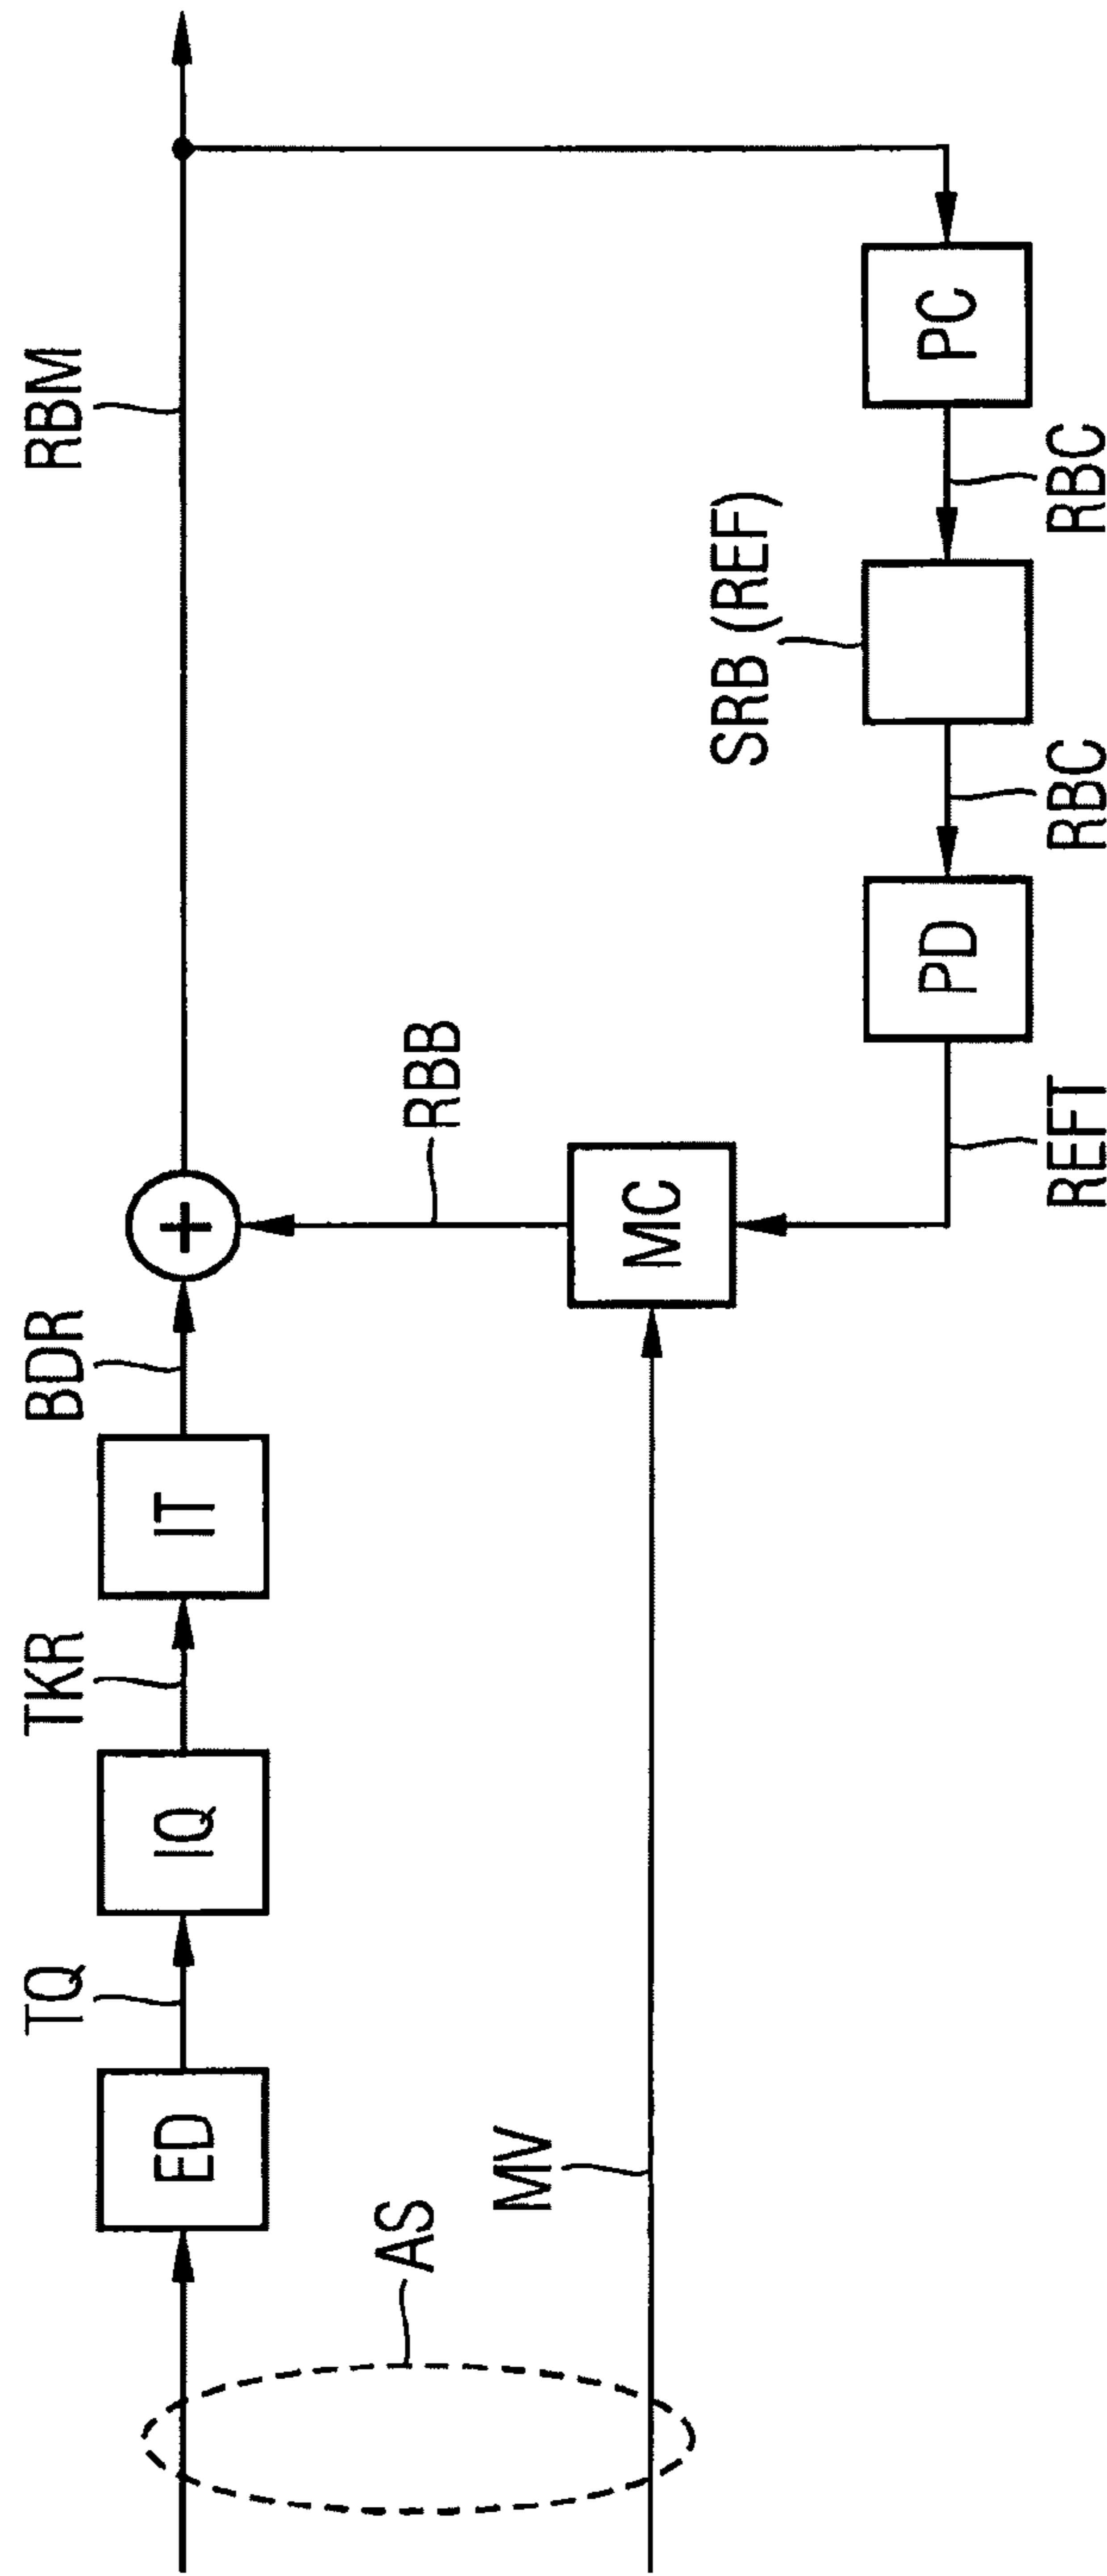 TQ
TKR
BDR
RBM
ED
IQ
IT
+
AS
MV
RBB
MC
SRB (REF)
PD
PC
REFT
RBC
RBC